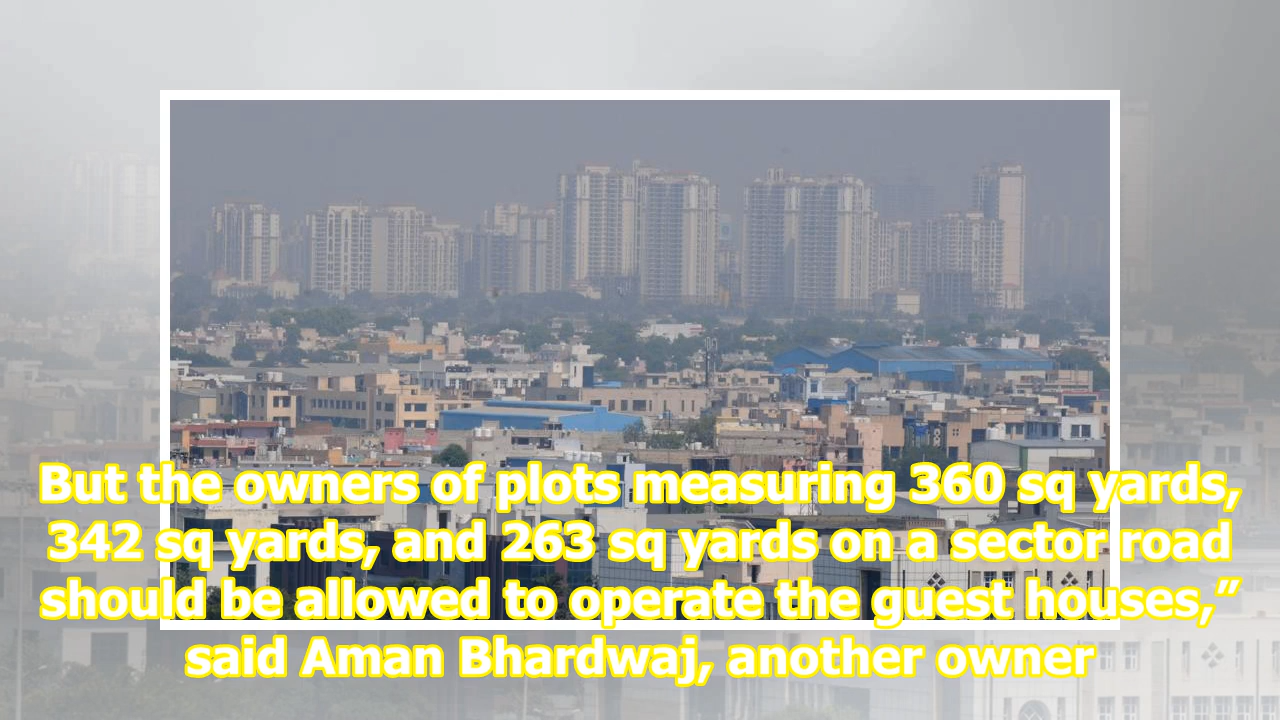 But the owners of plots measuring 360 sq yards,
342 sq yards, and 263 sq yards on a sector road
should be allowed to operate the guest houses,”
said Aman Bhardwaj, another owner